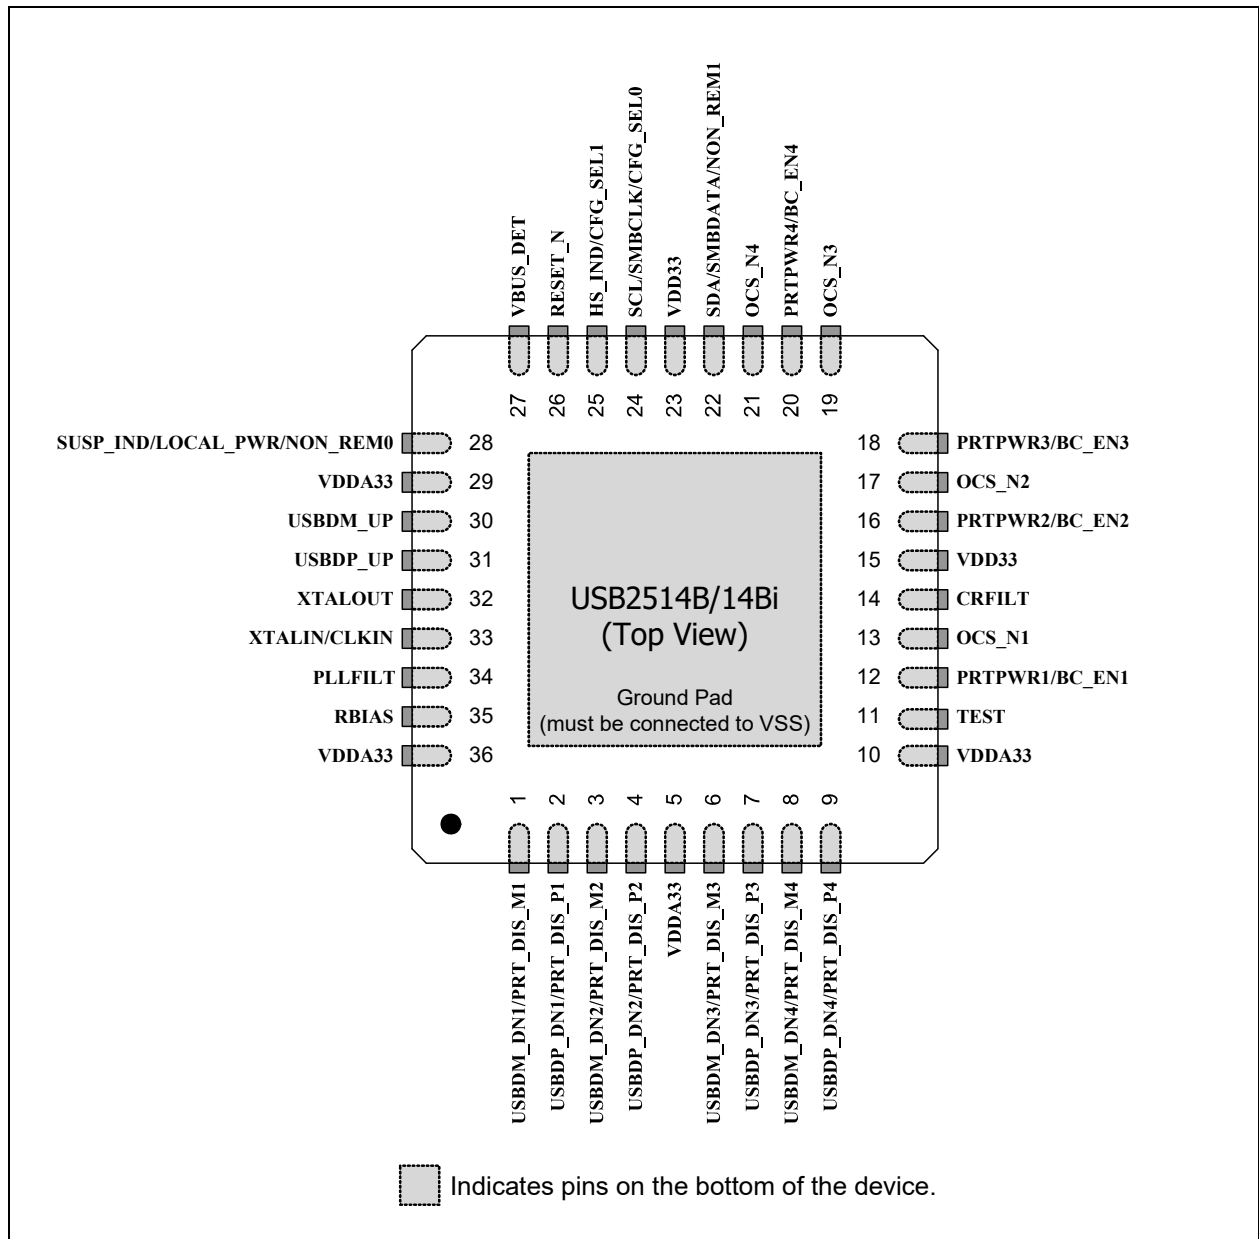 VBUS_DET
RESET_N
HS_IND/CFG_SEL1
SCL/SMBCLK/CFG_SEL0
VDD33
SDA/SMBDATA/NON_REM1
OCS_N4
PRTPWR4/BC_EN4
OCS_N3
27
26
25
24
23
22
21
20
19
SUSP_IND/LOCAL_PWR/NON_REM0 28
VDDA33 29
USBDM_UP 30
USBDP_UP 31
XTALOUT 32
XTALIN/CLKIN 33
PLLFILT 34
RBIAS 35
VDDA33 36
18 PRTPWR3/BC_EN3
17 OCS_N2
16 PRTPWR2/BC_EN2
15 VDD33
14 CRFILT
13 OCS_N1
12 PRTPWR1/BC_EN1
11 TEST
10 VDDA33
USB2514B/14Bi
(Top View)
Ground Pad
(must be connected to VSS)
1
2
3
4
5
6
7
8
9
USBDM_DN1/PRT_DIS_M1
USBDP_DN1/PRT_DIS_P1
USBDM_DN2/PRT_DIS_M2
USBDP_DN2/PRT_DIS_P2
VDDA33
USBDM_DN3/PRT_DIS_M3
USBDP_DN3/PRT_DIS_P3
USBDM_DN4/PRT_DIS_M4
USBDP_DN4/PRT_DIS_P4
Indicates pins on the bottom of the device.